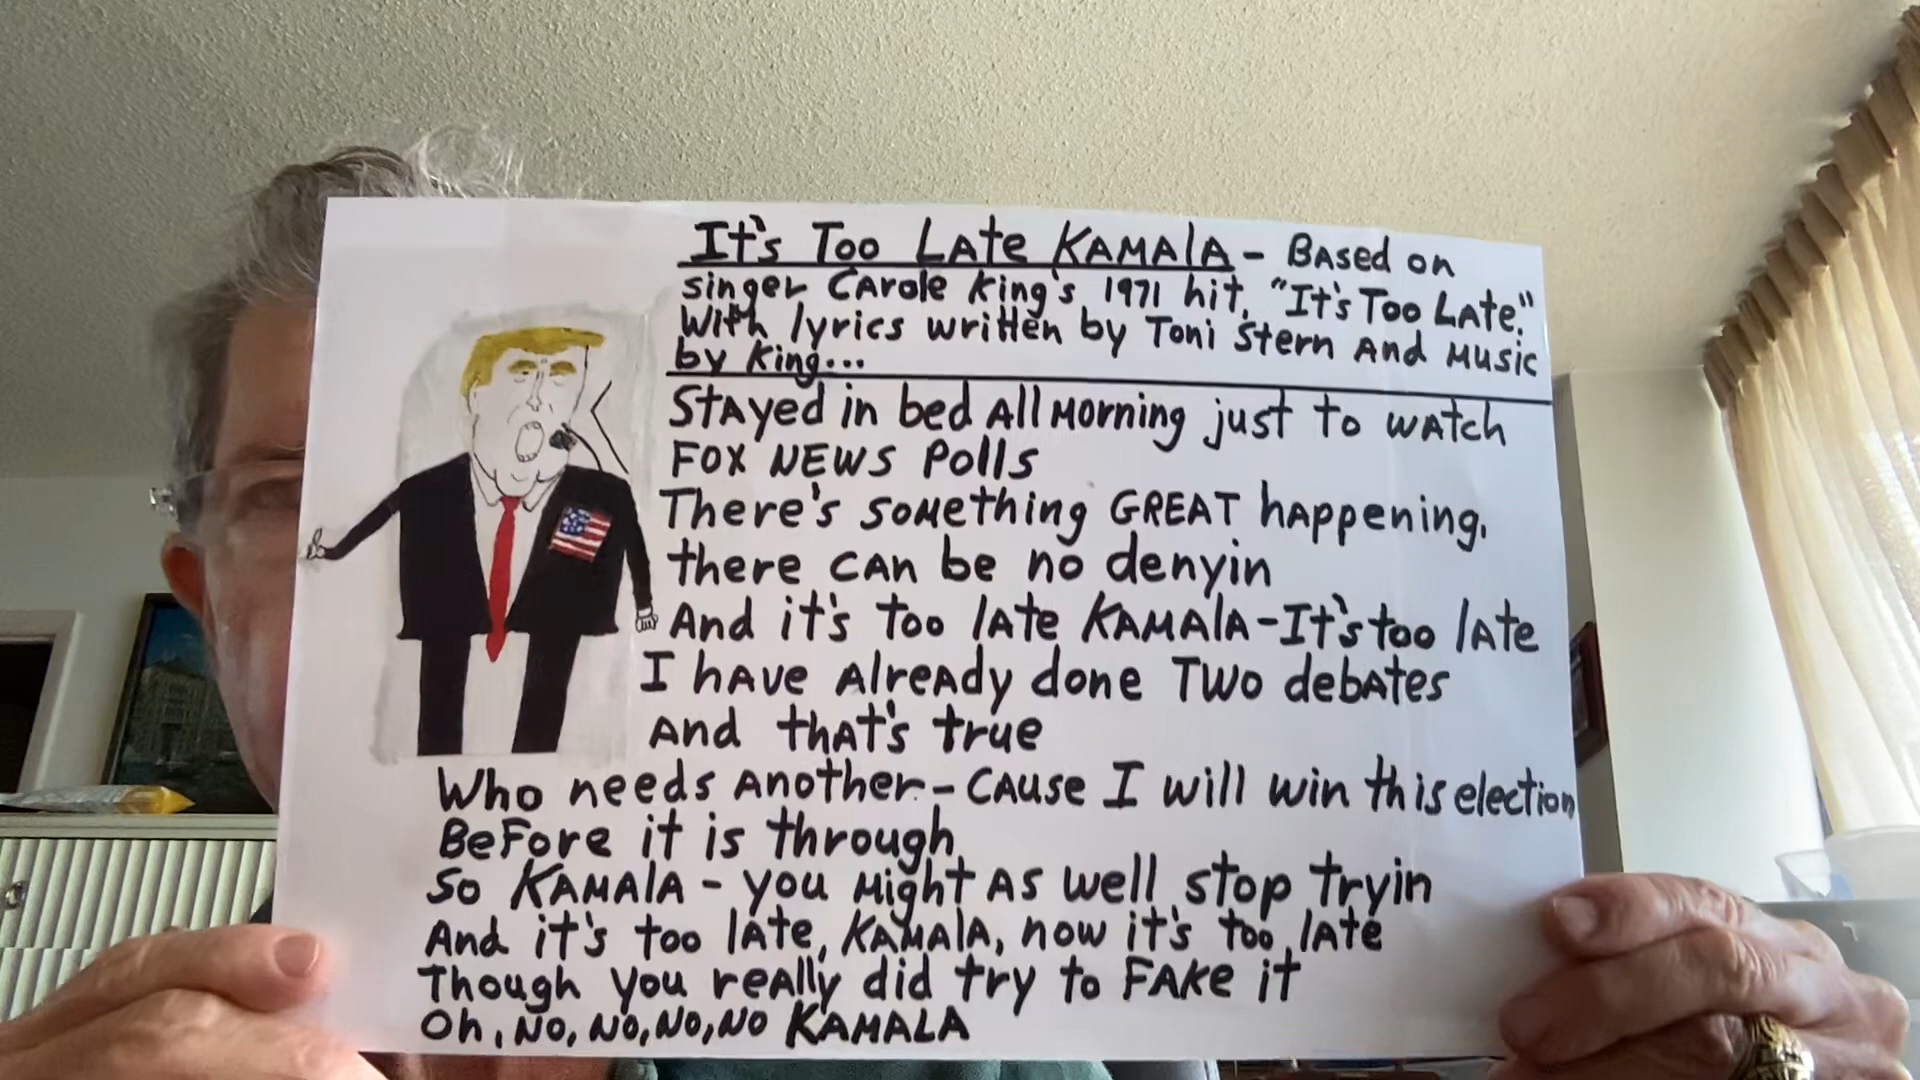 It's Too Late KAMALA - Based on
singer Carole King's 1971 hit, "It's Too Late."
With lyrics written by Toni Stern And Music
by King...
Stayed in bed All Morning just to watch
FOX NEWS Polls
There's something GREAT happening,
there can be no denyin
And it's too late KAMALA - It's too late
I have Already done TWO debates
And that's true
Who needs Another - Cause I will win this election
Before it is through
So KAMALA - you might As well stop tryin
And it's too late, KAMALA, now it's too late
Though you really did try to FAKE it
Oh, NO, NO, NO, NO KAMALA